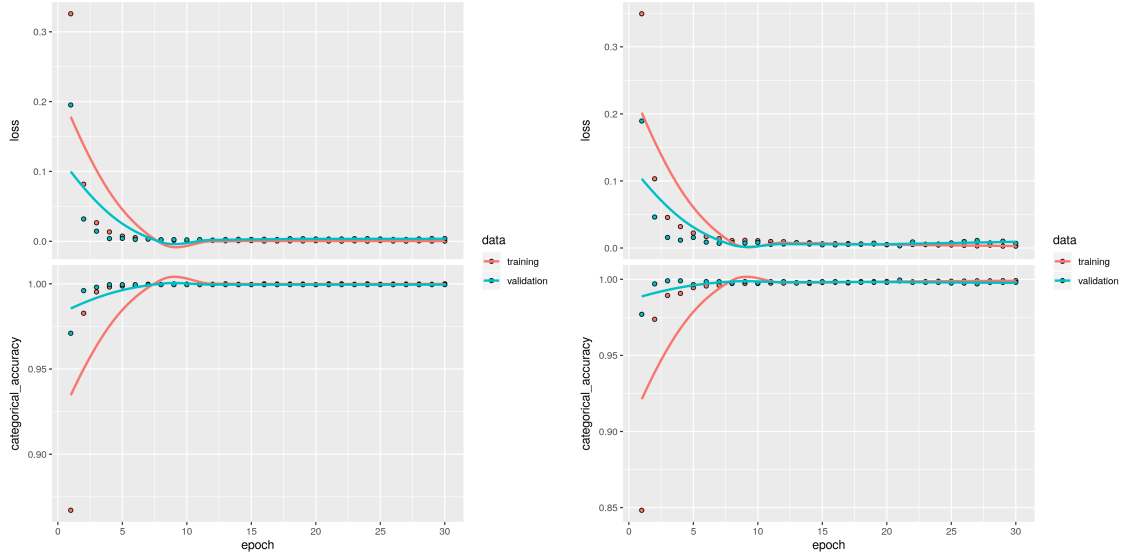 loss
0.3
0.2
0.1
0.0
categorical_accuracy
1.00
0.95
0.90
0 5 10 15 20 25 30
epoch
data
training
validation
loss
0.3
0.2
0.1
0.0
categorical_accuracy
1.00
0.95
0.90
0.85
0 5 10 15 20 25 30
epoch
data
training
validation